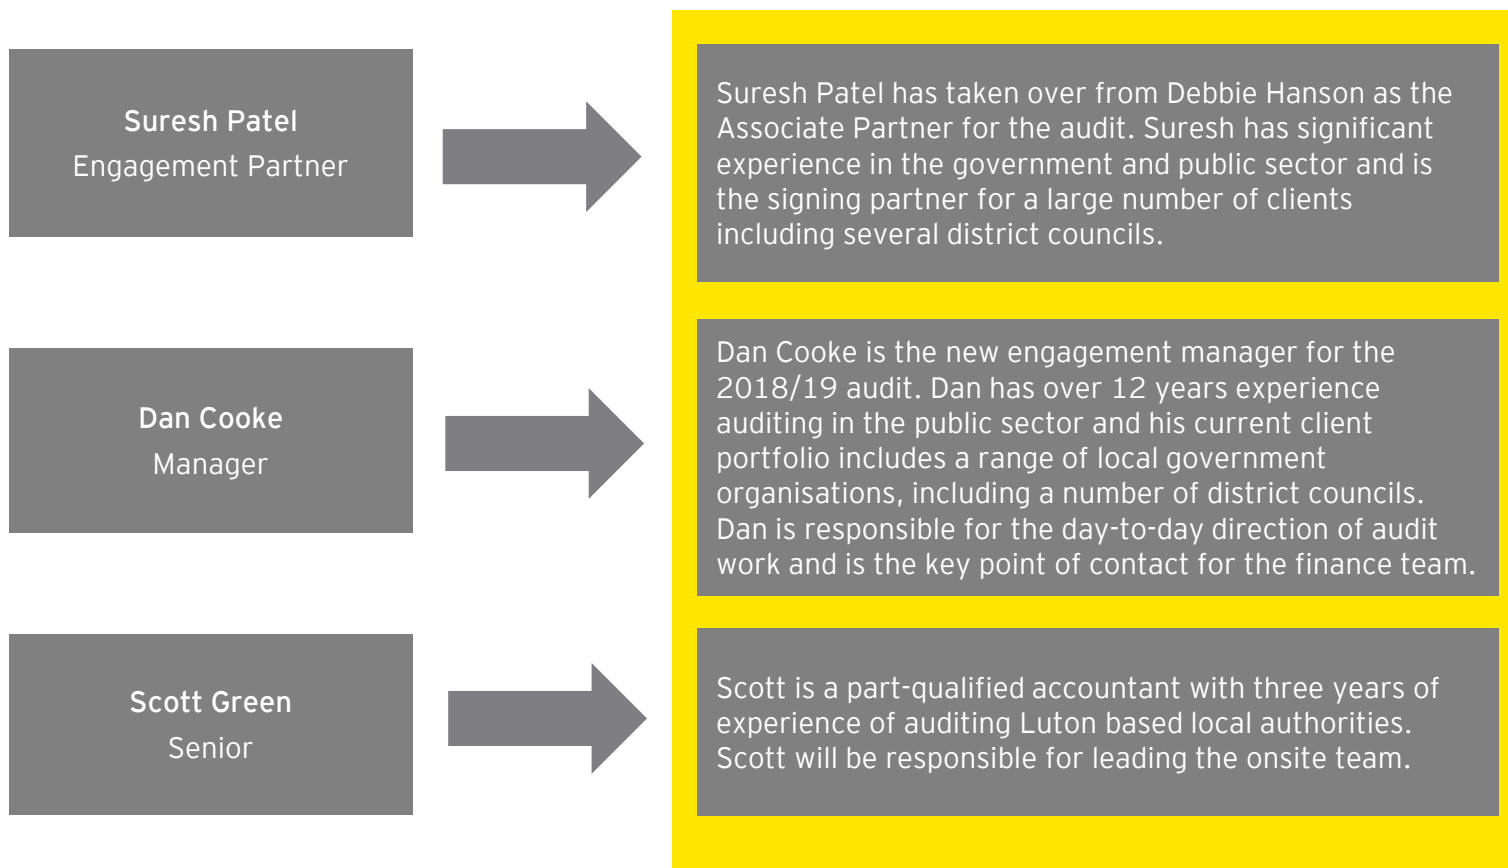 Suresh Patel
Engagement Partner
Suresh Patel has taken over from Debbie Hanson as the
Associate Partner for the audit. Suresh has significant
experience in the government and public sector and is
the signing partner for a large number of clients
including several district councils.
Dan Cooke
Manager
Dan Cooke is the new engagement manager for the
2018/19 audit. Dan has over 12 years experience
auditing in the public sector and his current client
portfolio includes a range of local government
organisations, including a number of district councils.
Dan is responsible for the day-to-day direction of audit
work and is the key point of contact for the finance team.
Scott Green
Senior
Scott is a part-qualified accountant with three years of
experience of auditing Luton based local authorities.
Scott will be responsible for leading the onsite team.